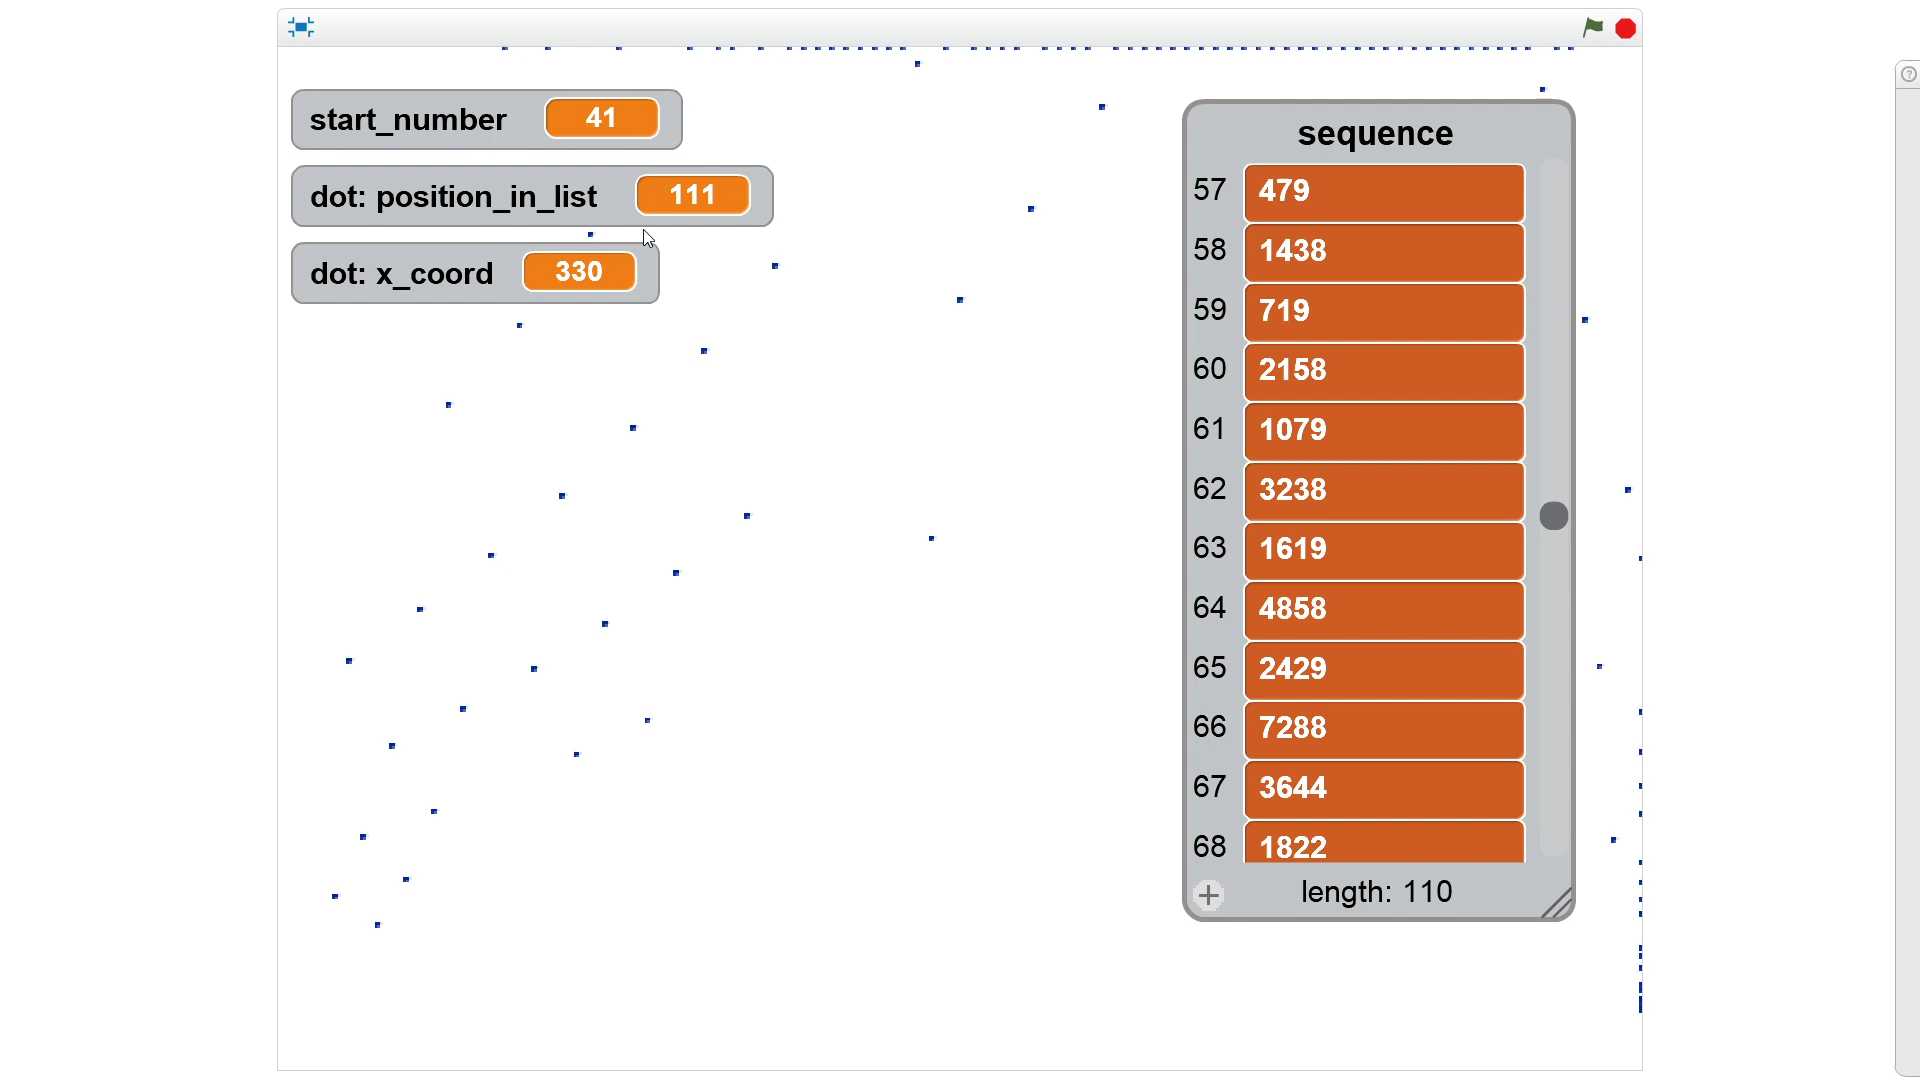 start_number 41
dot: position_in_list 111
dot: x_coord 330
sequence
57 479
58 1438
59 719
60 2158
61 1079
62 3238
63 1619
64 4858
65 2429
66 7288
67 3644
68 1822
+ length: 110
?